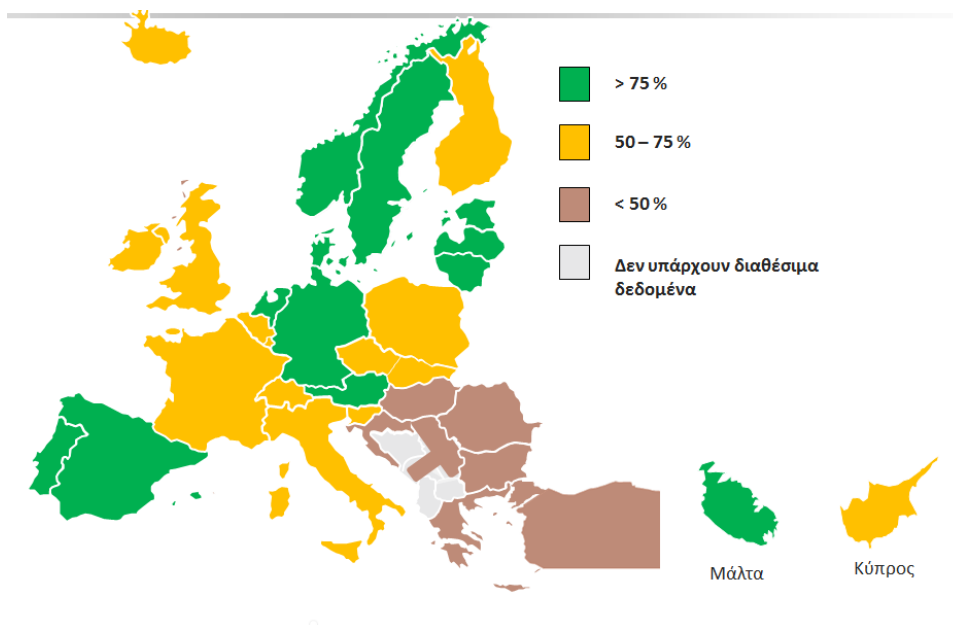 > 75 %
50 – 75 %
< 50 %
Δεν υπάρχουν διαθέσιμα
δεδομένα
Μάλτα
Κύπρος